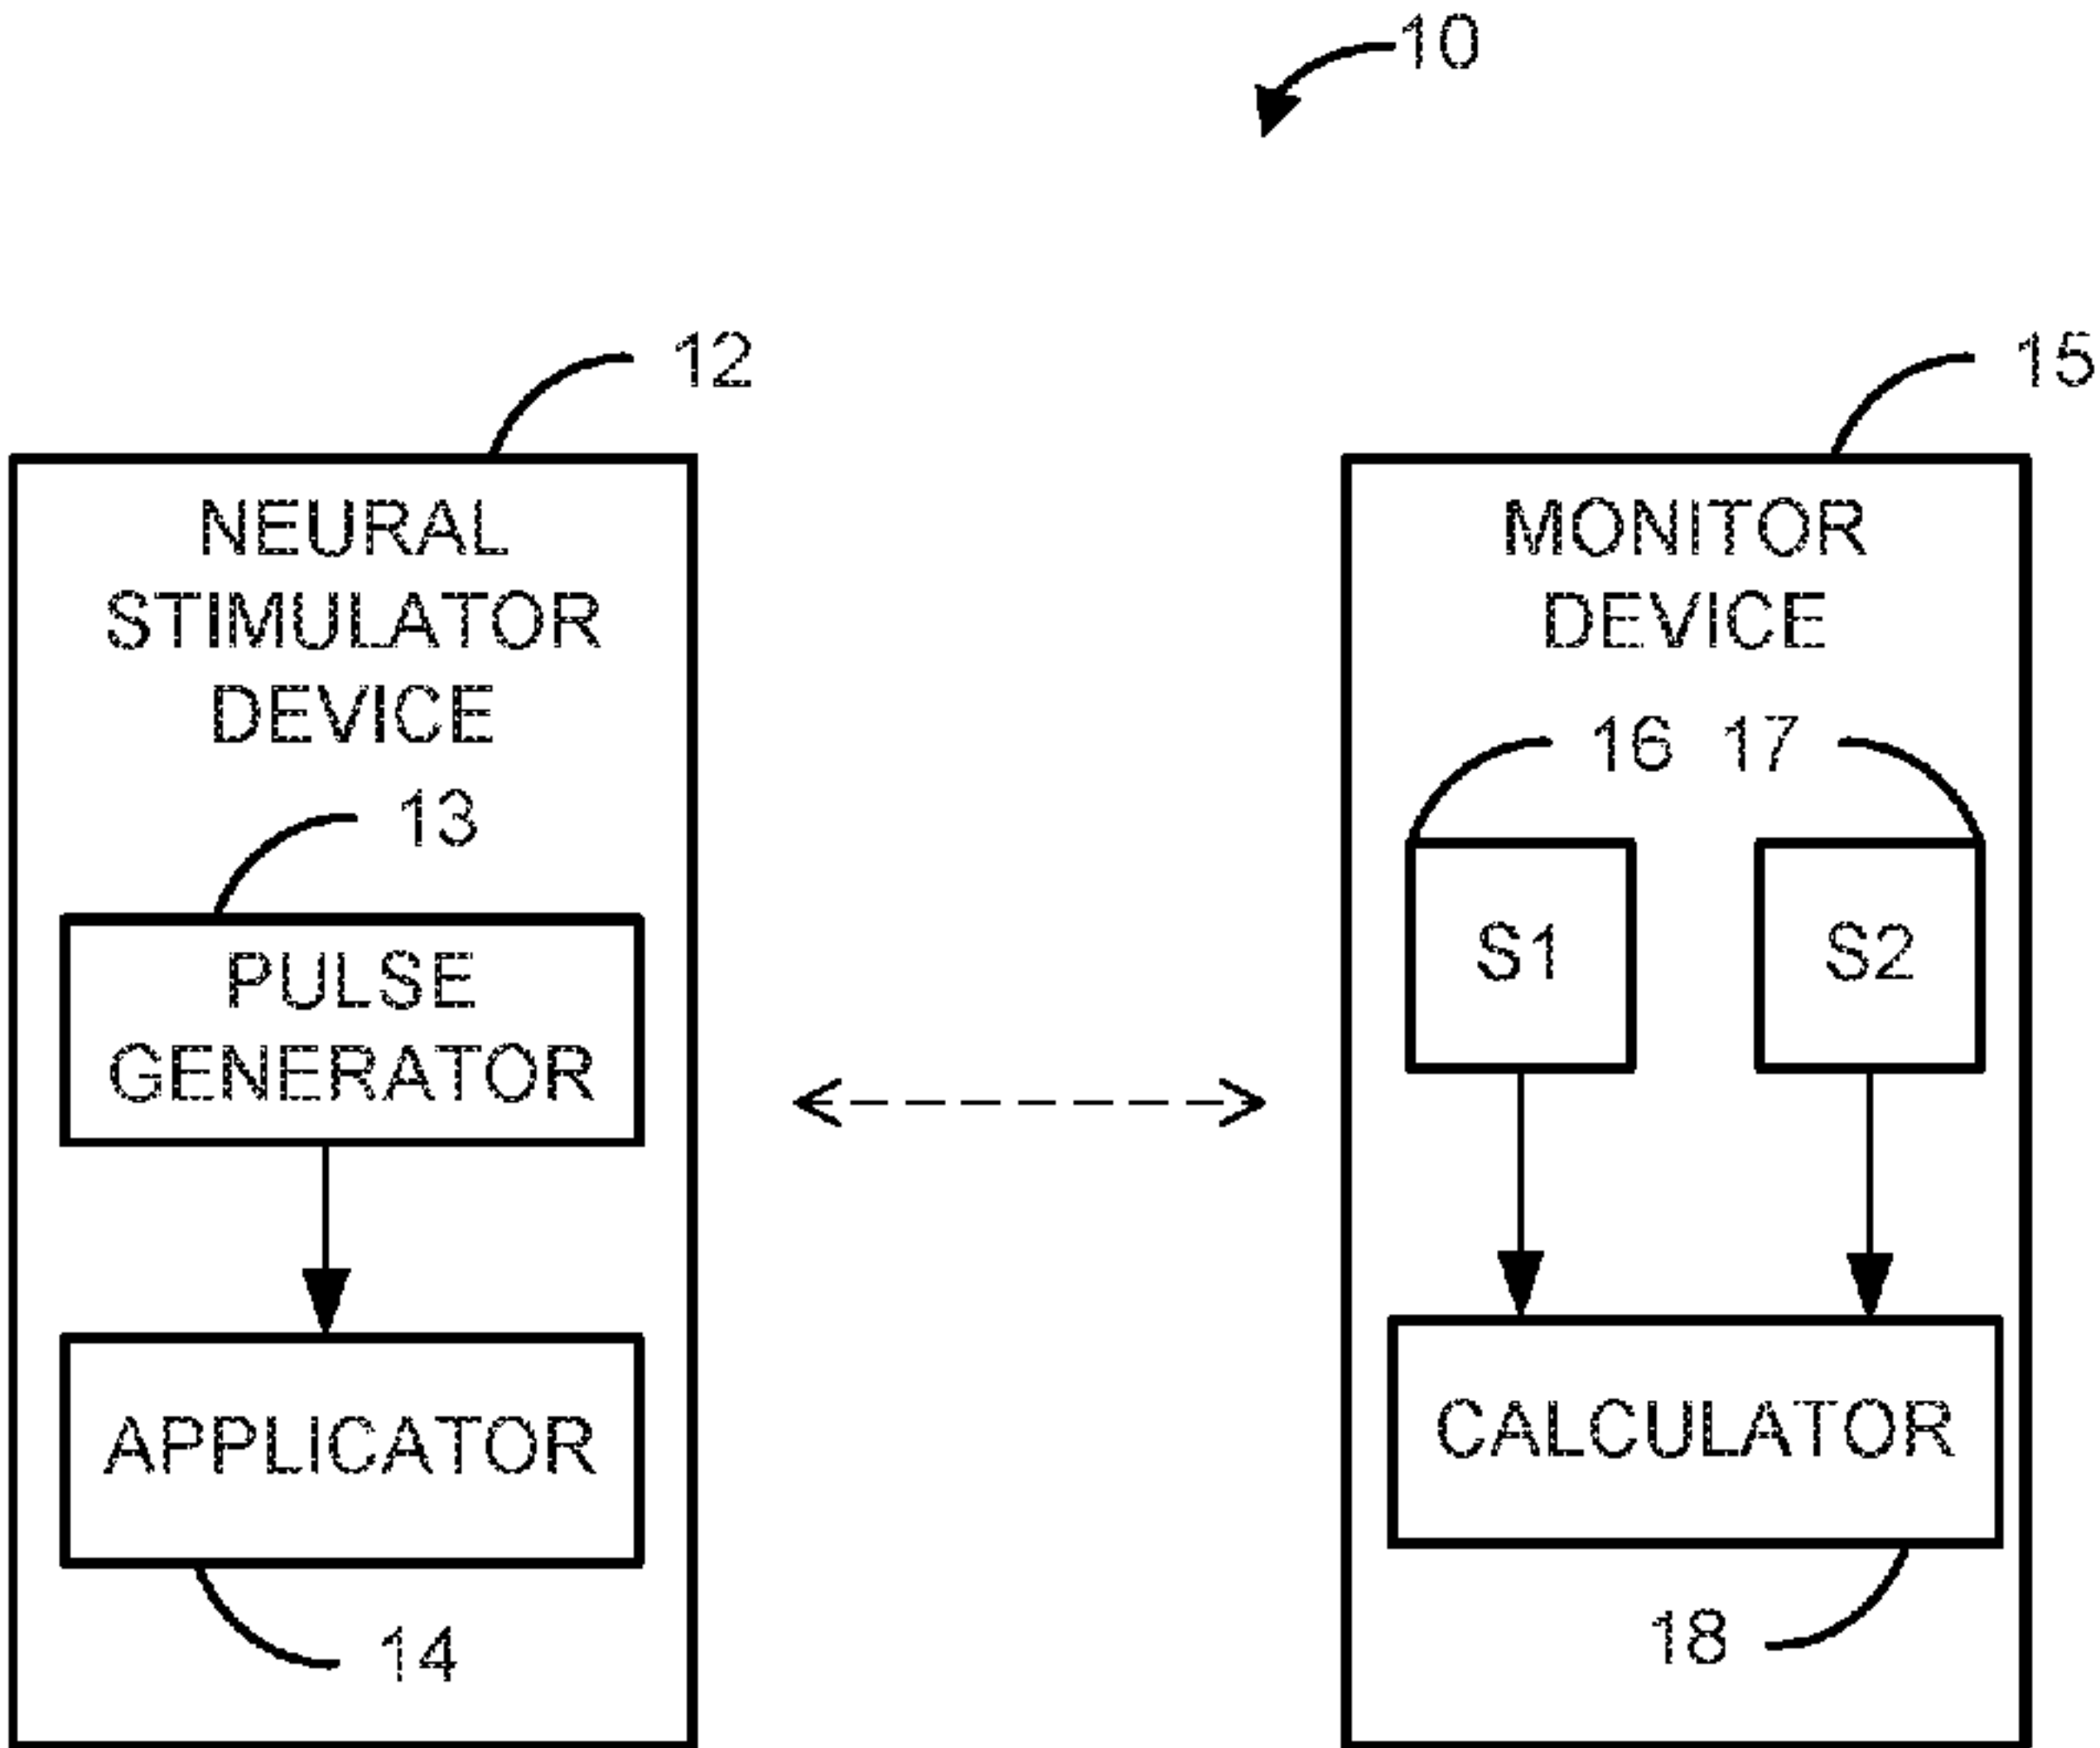 10
12
15
NEURAL
STIMULATOR
DEVICE
13
PULSE
GENERATOR
APPLICATOR
14
MONITOR
DEVICE
16 17
S1 S2
CALCULATOR
18